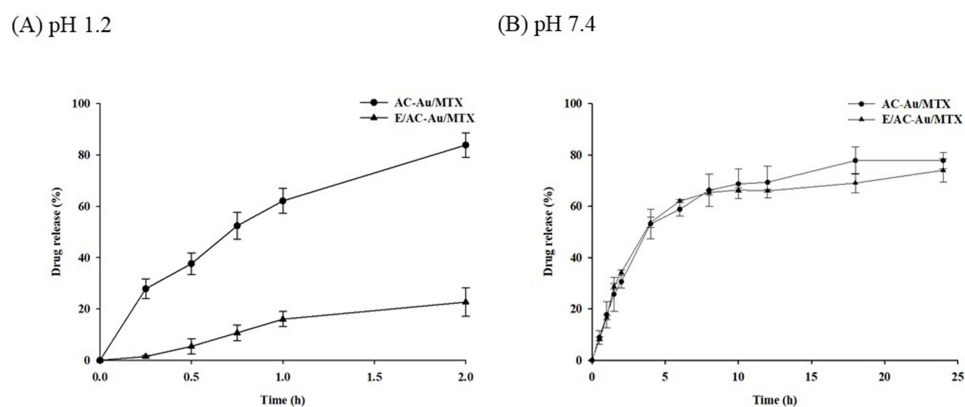 (A) pH 1.2
AC-Au/MTX
E/AC-Au/MTX
Drug release (%)
100
80
60
40
20
0
0.0
0.5
1.0
1.5
2.0
Time (h)
(B) pH 7.4
AC-Au/MTX
E/AC-Au/MTX
Drug release (%)
100
80
60
40
20
0
0
5
10
15
20
25
Time (h)